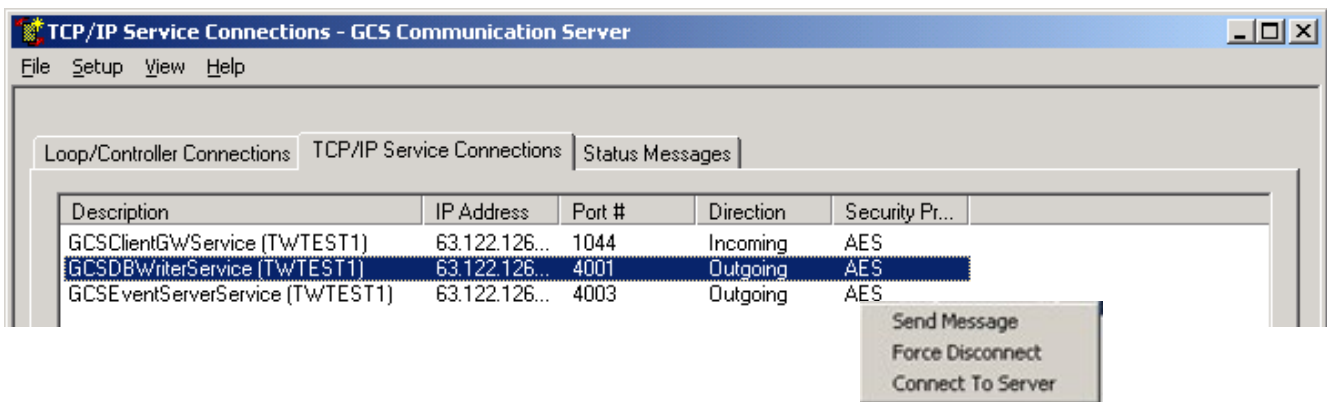 TCP/IP Service Connections - GCS Communication Server
File Setup View Help
Loop/Controller Connections TCP/IP Service Connections Status Messages
Description IP Address Port # Direction Security Pr...
GCSClientGWService (TWTEST1) 63.122.126... 1044 Incoming AES
GCSDBWriterService (TWTEST1) 63.122.126... 4001 Outgoing AES
GCSEventServerService (TWTEST1) 63.122.126... 4003 Outgoing AES
Send Message
Force Disconnect
Connect To Server